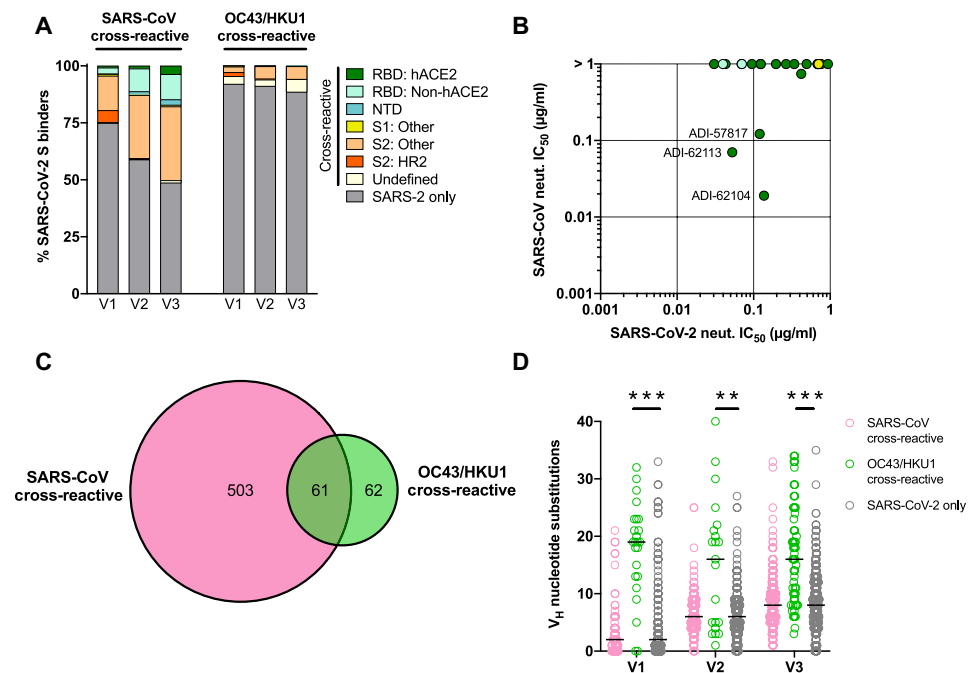 A
SARS-CoV
cross-reactive
OC43/HKU1
cross-reactive
% SARS-CoV-2 S binders
100
75
50
25
0
V1
V2
V3
V1
V2
V3
Cross-reactive
RBD: hACE2
RBD: Non-hACE2
NTD
S1: Other
S2: Other
S2: HR2
Undefined
SARS-2 only
B
SARS-CoV neut. IC50 (µg/ml)
> 1
0.1
0.01
0.001
ADI-57817
ADI-62113
ADI-62104
0.001
0.01
0.1
1
SARS-CoV-2 neut. IC50 (µg/ml)
C
SARS-CoV
cross-reactive
503
61
62
OC43/HKU1
cross-reactive
D
VH nucleotide substitutions
40
30
20
10
0
***
**
***
V1
V2
V3
SARS-CoV
cross-reactive
OC43/HKU1
cross-reactive
SARS-CoV-2 only